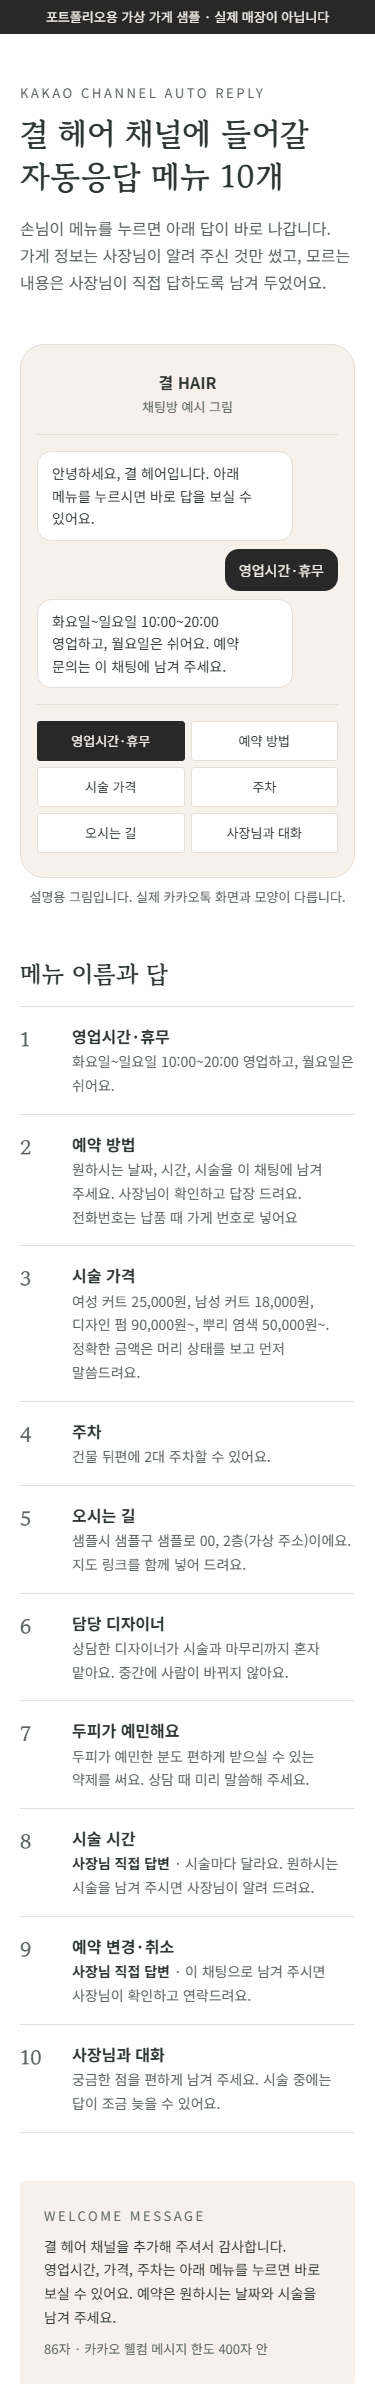 포트폴리오용 가상 가게 샘플 · 실제 매장이 아닙니다
KAKAO CHANNEL AUTO REPLY
결 헤어 채널에 들어갈
자동응답 메뉴 10개
손님이 메뉴를 누르면 아래 답이 바로 나갑니다.
가게 정보는 사장님이 알려 주신 것만 썼고, 모르는
내용은 사장님이 직접 답하도록 남겨 두었어요.
결 HAIR
채팅방 예시 그림
안녕하세요, 결 헤어입니다. 아래
메뉴를 누르시면 바로 답을 보실 수
있어요.
영업시간·휴무
화요일~일요일 10:00~20:00
영업하고, 월요일은 쉬어요. 예약
문의는 이 채팅에 남겨 주세요.
영업시간·휴무
예약 방법
시술 가격
주차
오시는 길
사장님과 대화
설명용 그림입니다. 실제 카카오톡 화면과 모양이 다릅니다.
메뉴 이름과 답
1
영업시간·휴무
화요일~일요일 10:00~20:00 영업하고, 월요일은
쉬어요.
2
예약 방법
원하시는 날짜, 시간, 시술을 이 채팅에 남겨
주세요. 사장님이 확인하고 답장 드려요.
전화번호는 납품 때 가게 번호로 넣어요
3
시술 가격
여성 커트 25,000원, 남성 커트 18,000원,
디자인 펌 90,000원~, 뿌리 염색 50,000원~.
정확한 금액은 머리 상태를 보고 먼저
말씀드려요.
4
주차
건물 뒤편에 2대 주차할 수 있어요.
5
오시는 길
샘플시 샘플구 샘플로 00, 2층(가상 주소)이에요.
지도 링크를 함께 넣어 드려요.
6
담당 디자이너
상담한 디자이너가 시술과 마무리까지 혼자
맡아요. 중간에 사람이 바뀌지 않아요.
7
두피가 예민해요
두피가 예민한 분도 편하게 받으실 수 있는
약제를 써요. 상담 때 미리 말씀해 주세요.
8
시술 시간
사장님 직접 답변 · 시술마다 달라요. 원하시는
시술을 남겨 주시면 사장님이 알려 드려요.
9
예약 변경·취소
사장님 직접 답변 · 이 채팅으로 남겨 주시면
사장님이 확인하고 연락드려요.
10
사장님과 대화
궁금한 점을 편하게 남겨 주세요. 시술 중에는
답이 조금 늦을 수 있어요.
WELCOME MESSAGE
결 헤어 채널을 추가해 주셔서 감사합니다.
영업시간, 가격, 주차는 아래 메뉴를 누르면 바로
보실 수 있어요. 예약은 원하시는 날짜와 시술을
남겨 주세요.
86자 · 카카오 웰컴 메시지 한도 400자 안